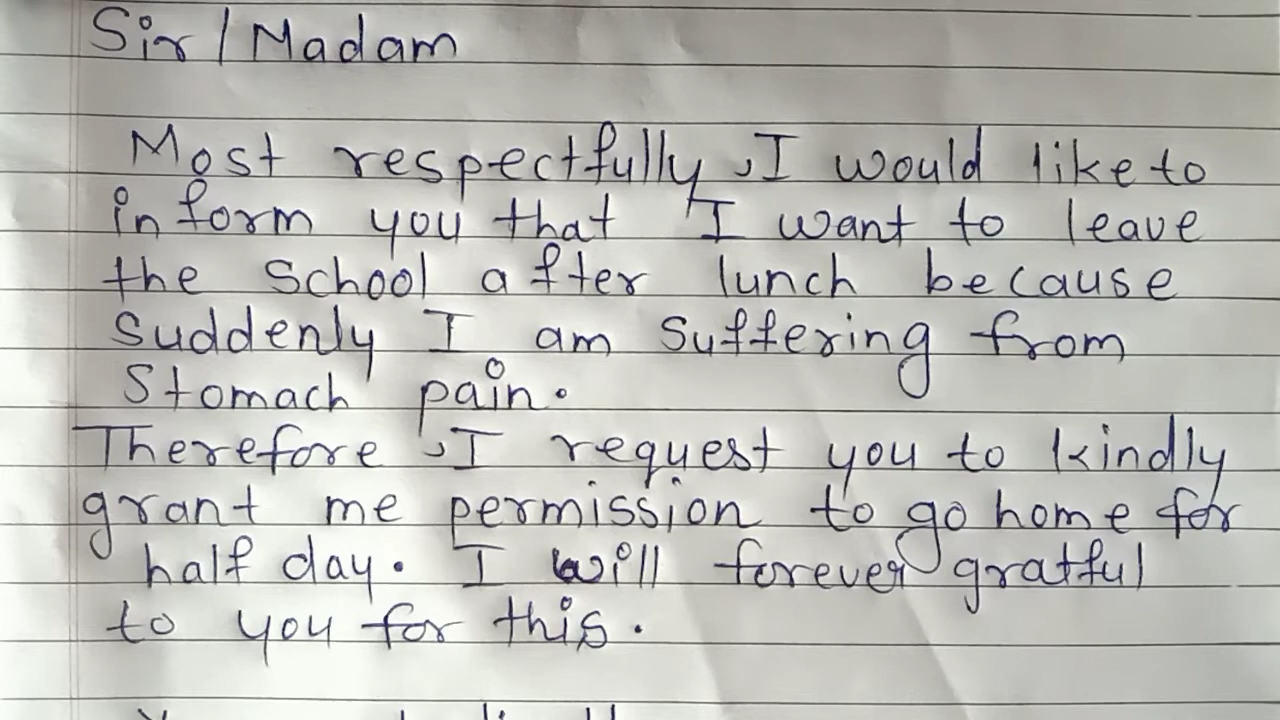 Sir/Madam
Most respectfully, I would like to
inform you that I want to leave
the School after lunch because
Suddenly I am Suffering from
Stomach pain.
Therefore, I request you to kindly
grant me permission to go home for
half day. I will forever gratful
to you for this.